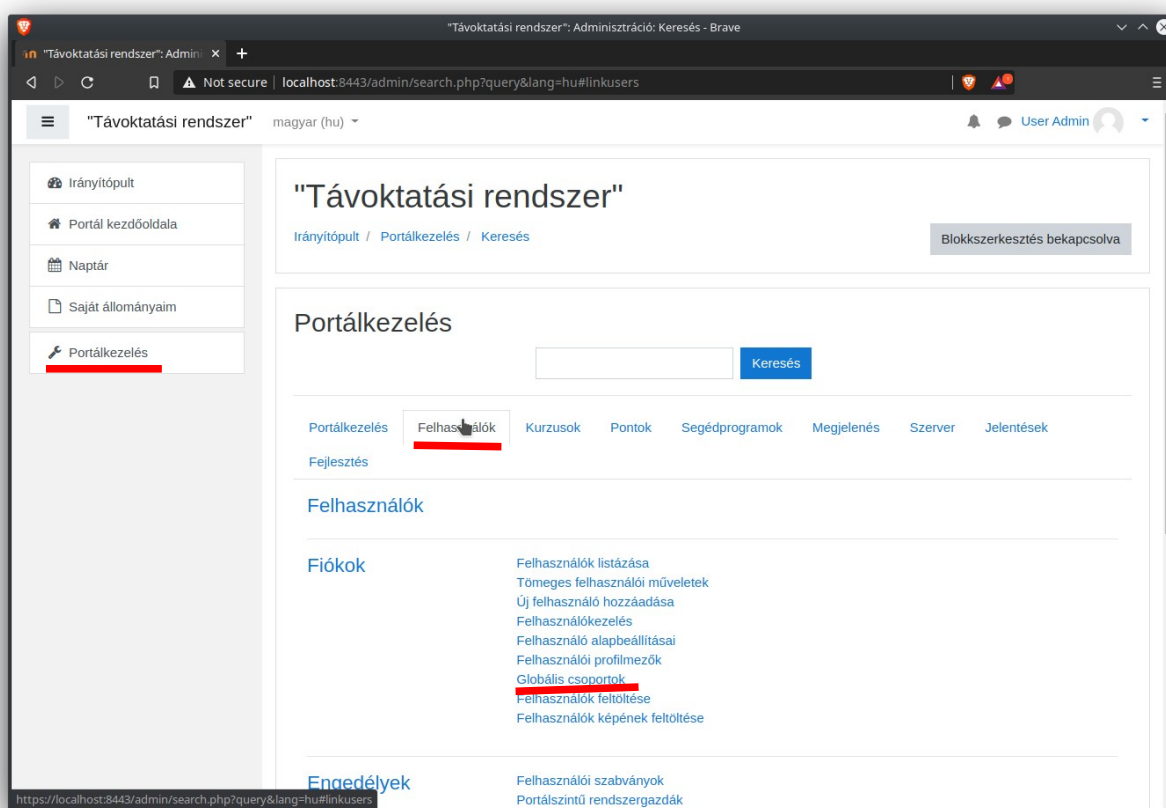 "Távoktatási rendszer": Adminisztráció: Keresés - Brave
"Távoktatási rendszer": Admini
Not secure | localhost:8443/admin/search.php?query&lang=hu#linkusers
"Távoktatási rendszer" magyar (hu) User Admin
Irányítópult
Portál kezdőoldala
Naptár
Saját állományaim
Portálkezelés
"Távoktatási rendszer"
Irányítópult / Portálkezelés / Keresés
Blokkszerkesztés bekapcsolva
Portálkezelés
Keresés
Portálkezelés Felhasználók Kurzusok Pontok Segédprogramok Megjelenés Szerver Jelentések
Fejlesztés
Felhasználók
Fiókok
Felhasználók listázása
Tömeges felhasználói műveletek
Új felhasználó hozzáadása
Felhasználókezelés
Felhasználó alapbeállításai
Felhasználói profilmezők
Globális csoportok
Felhasználók feltöltése
Felhasználók képének feltöltése
Engedélyek
Felhasználói szabványok
Portálszintű rendszergazdák
https://localhost:8443/admin/search.php?query&lang=hu#linkusers